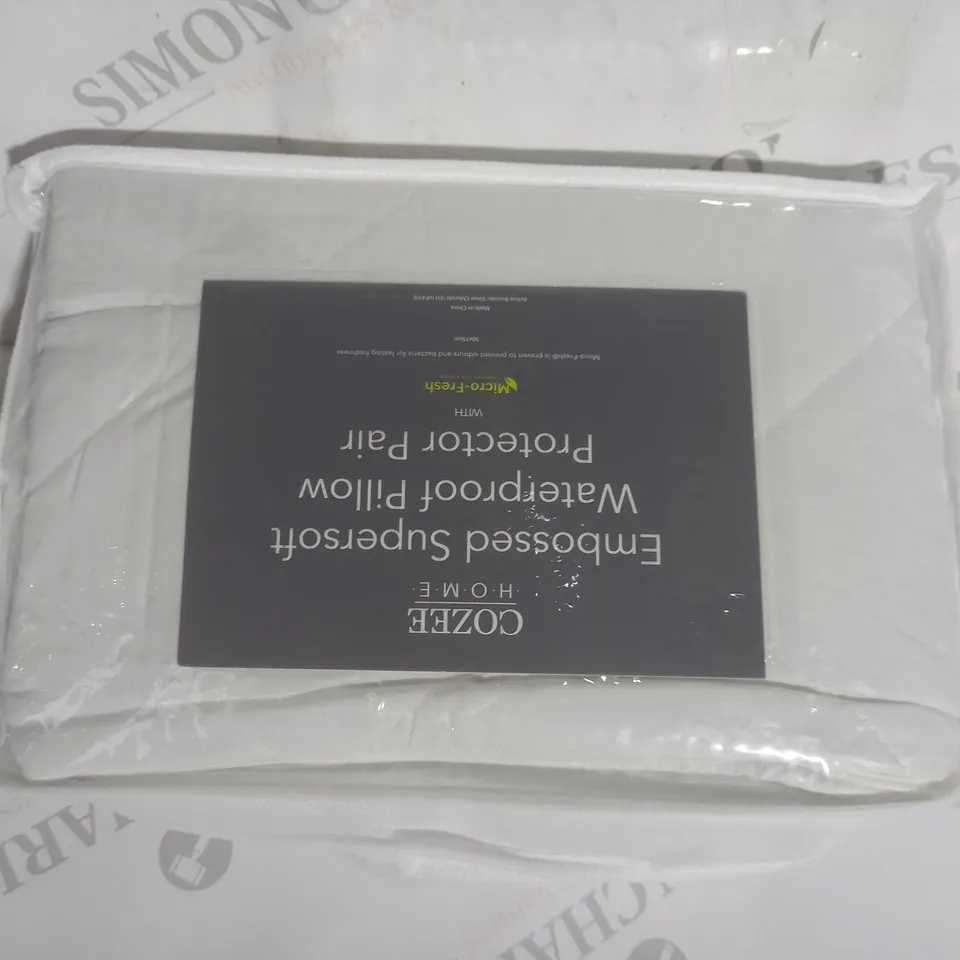 COZEE
·H·O·M·E·
Embossed Supersoft
Waterproof Pillow
Protector Pair
WITH
Micro-Fresh
Micro-Fresh® is proven to prevent odours and bacteria for lasting freshness
50x75cm
Made in China
SIMON C